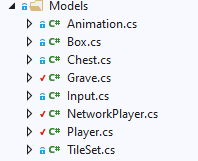 Models
C# Animation.cs
C# Box.cs
C# Chest.cs
C# Grave.cs
C# Input.cs
C# NetworkPlayer.cs
C# Player.cs
C# TileSet.cs